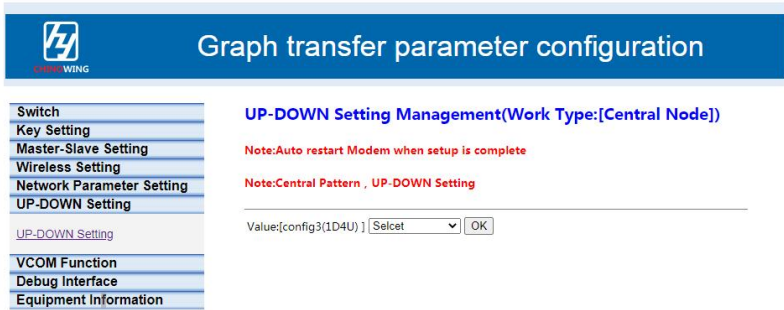 CHINGWING
Graph transfer parameter configuration
Switch
Key Setting
Master-Slave Setting
Wireless Setting
Network Parameter Setting
UP-DOWN Setting
UP-DOWN Setting
VCOM Function
Debug Interface
Equipment Information
UP-DOWN Setting Management(Work Type:[Central Node])
Note:Auto restart Modem when setup is complete
Note:Central Pattern , UP-DOWN Setting
Value:[config3(1D4U) ] Selcet OK